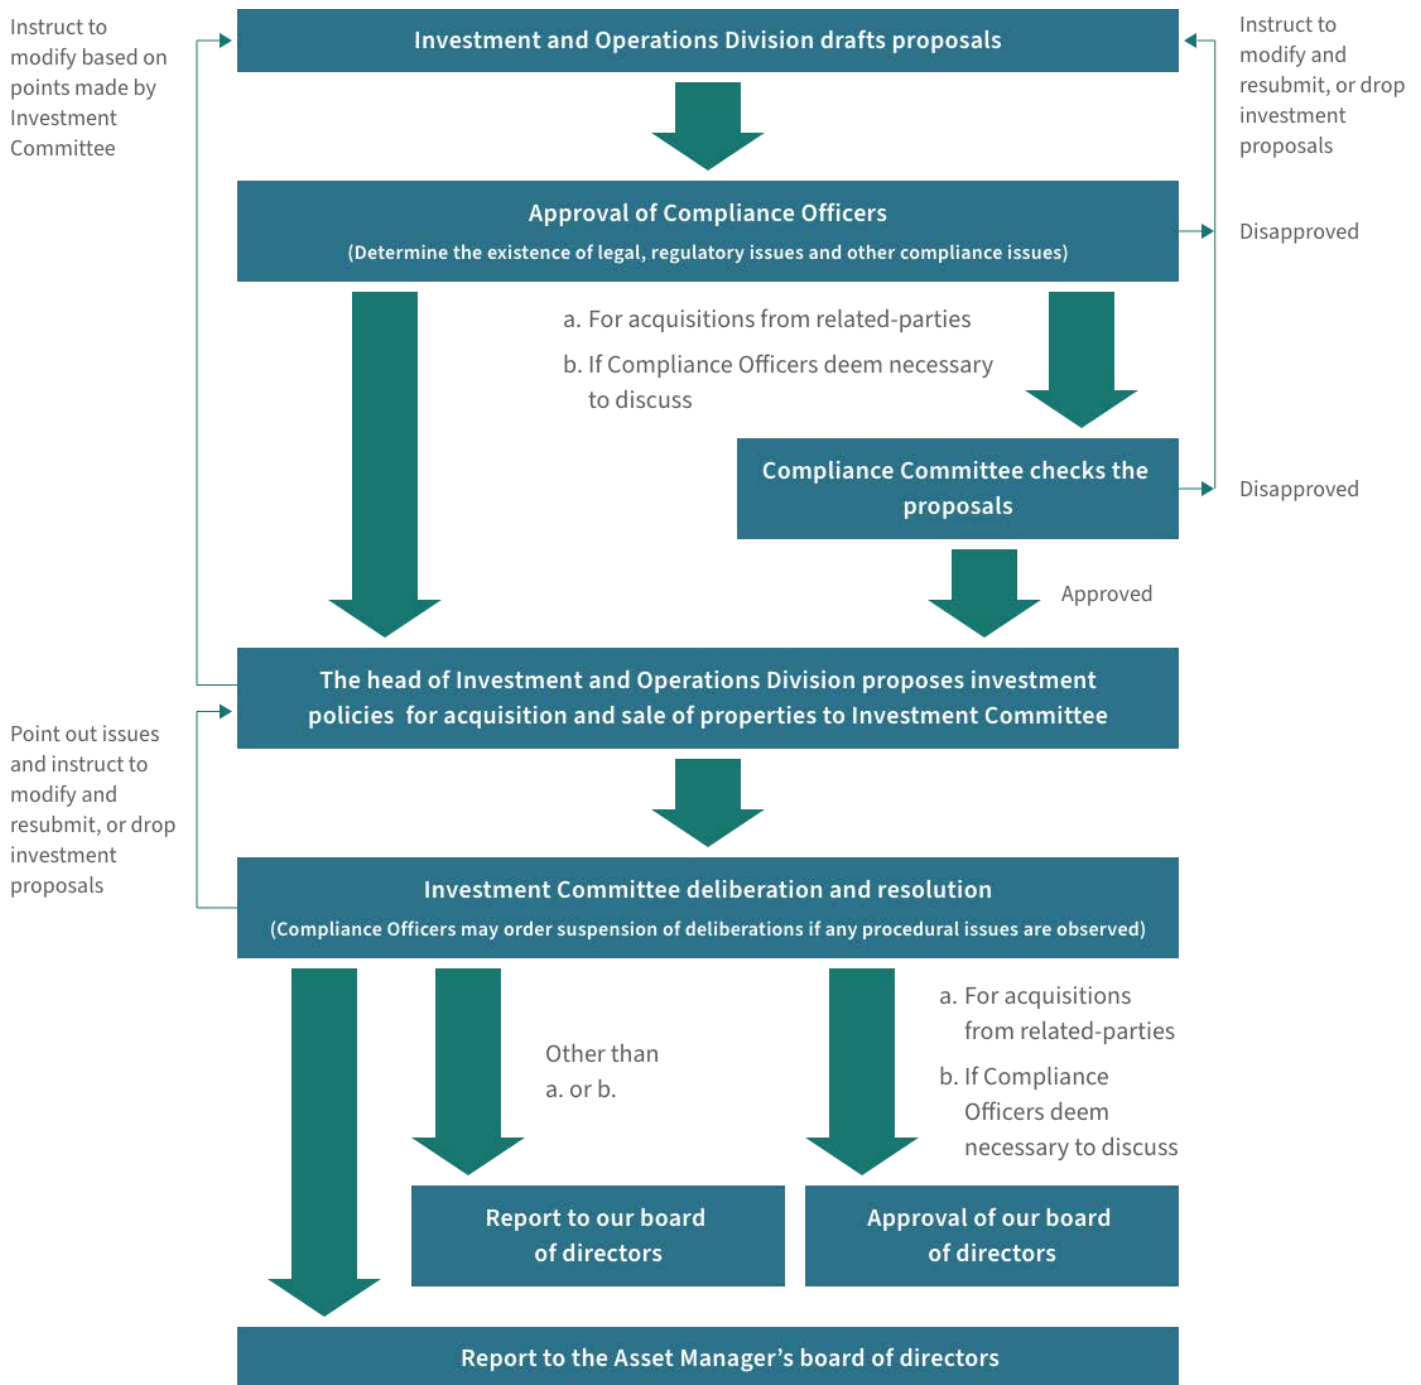 Instruct to
modify based on
points made by
Investment
Committee
Investment and Operations Division drafts proposals
Instruct to
modify and
resubmit, or drop
investment
proposals
Approval of Compliance Officers
(Determine the existence of legal, regulatory issues and other compliance issues)
Disapproved
a. For acquisitions from related-parties
b. If Compliance Officers deem necessary
to discuss
Compliance Committee checks the
proposals
Disapproved
Approved
The head of Investment and Operations Division proposes investment
policies for acquisition and sale of properties to Investment Committee
Point out issues
and instruct to
modify and
resubmit, or drop
investment
proposals
Investment Committee deliberation and resolution
(Compliance Officers may order suspension of deliberations if any procedural issues are observed)
Other than
a. or b.
a. For acquisitions
from related-parties
b. If Compliance
Officers deem
necessary to discuss
Report to our board
of directors
Approval of our board
of directors
Report to the Asset Manager’s board of directors